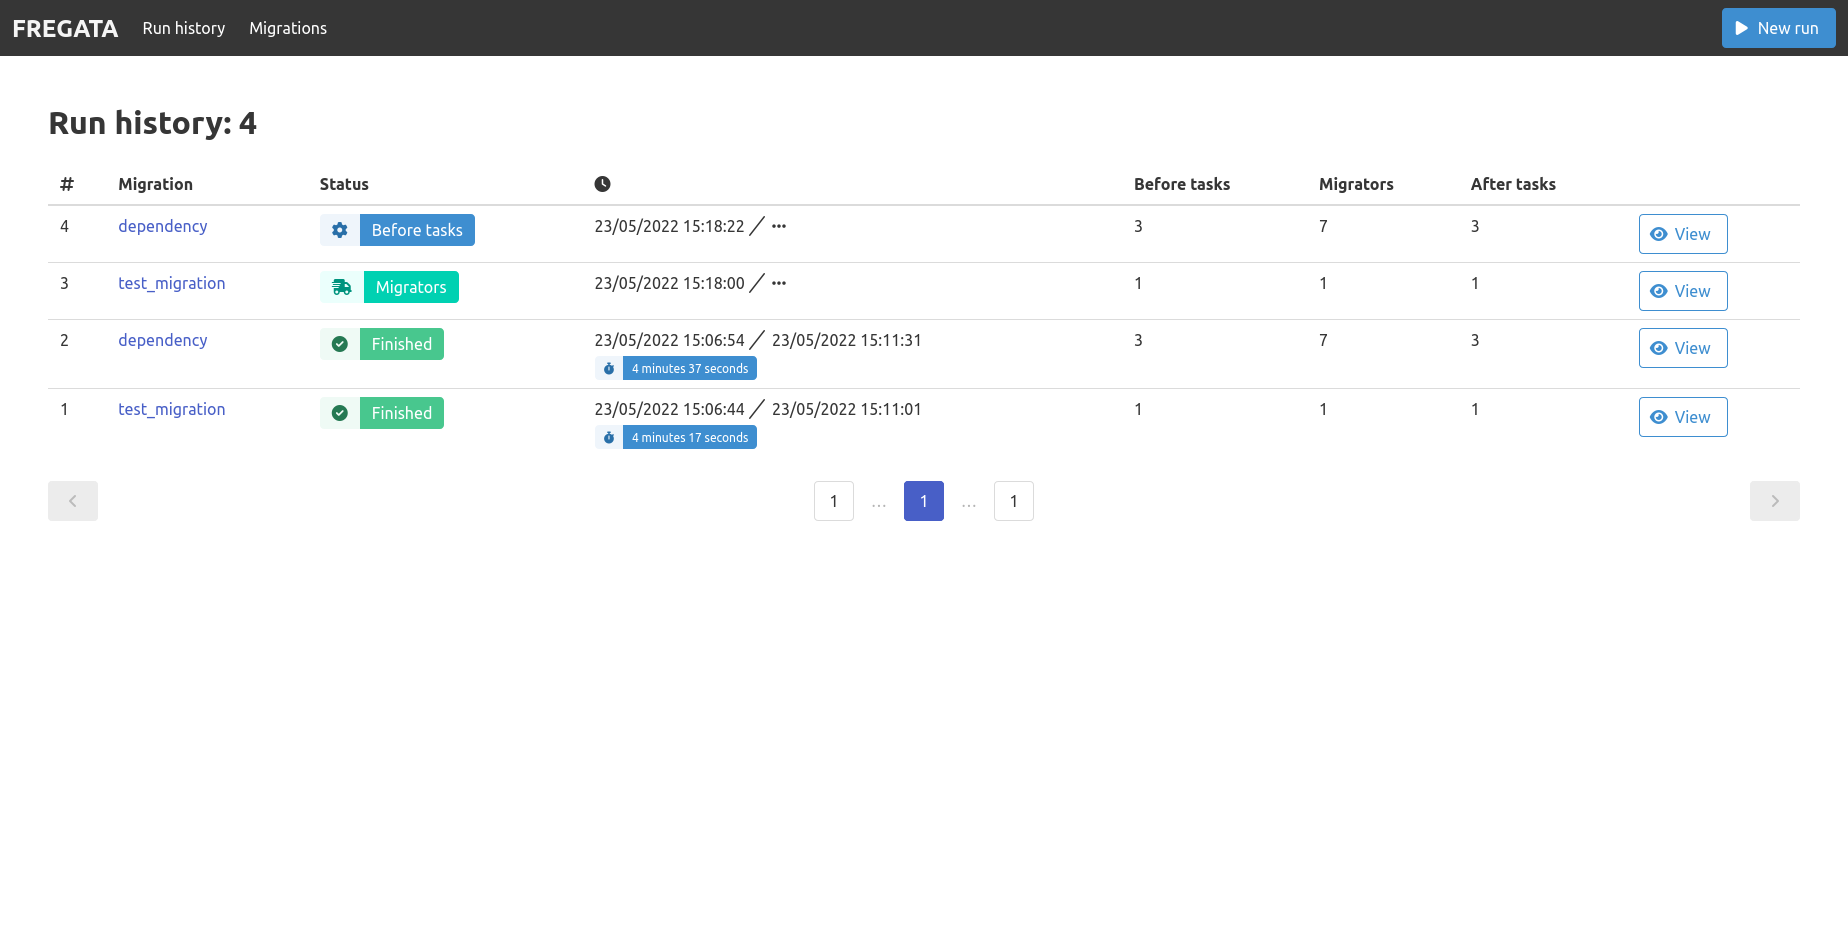 FREGATA Run history Migrations New run
Run history: 4
# Migration Status Before tasks Migrators After tasks
4 dependency Before tasks 23/05/2022 15:18:22 / ••• 3 7 3 View
3 test_migration Migrators 23/05/2022 15:18:00 / ••• 1 1 1 View
2 dependency Finished 23/05/2022 15:06:54 / 23/05/2022 15:11:31 3 7 3 View
4 minutes 37 seconds
1 test_migration Finished 23/05/2022 15:06:44 / 23/05/2022 15:11:01 1 1 1 View
4 minutes 17 seconds
1 … 1 … 1